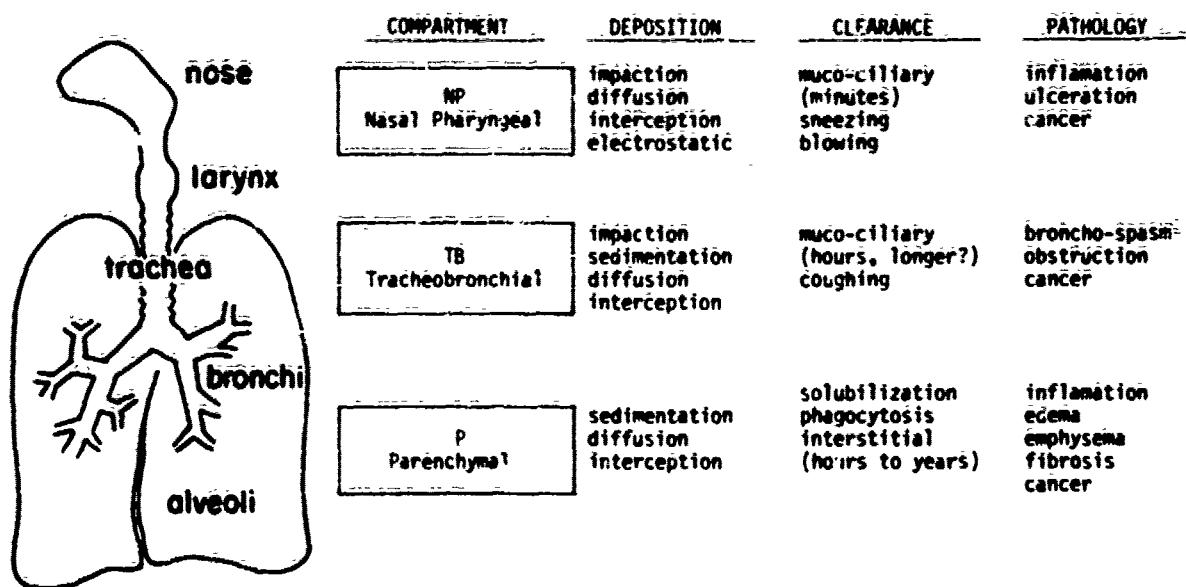 COMPARTMENT DEPOSITION CLEARANCE PATHOLOGY
nose
larynx
trachea
bronchi
alveoli
NP
Nasal Pharyngeal
impaction
diffusion
interception
electrostatic
muco-ciliary
(minutes)
sneezing
blowing
inflamation
ulceration
cancer
TB
Tracheobronchial
impaction
sedimentation
diffusion
interception
muco-ciliary
(hours, longer?)
coughing
broncho-spasm
obstruction
cancer
P
Parenchymal
sedimentation
diffusion
interception
solubilization
phagocytosis
interstitial
(hours to years)
inflamation
edema
emphysema
fibrosis
cancer